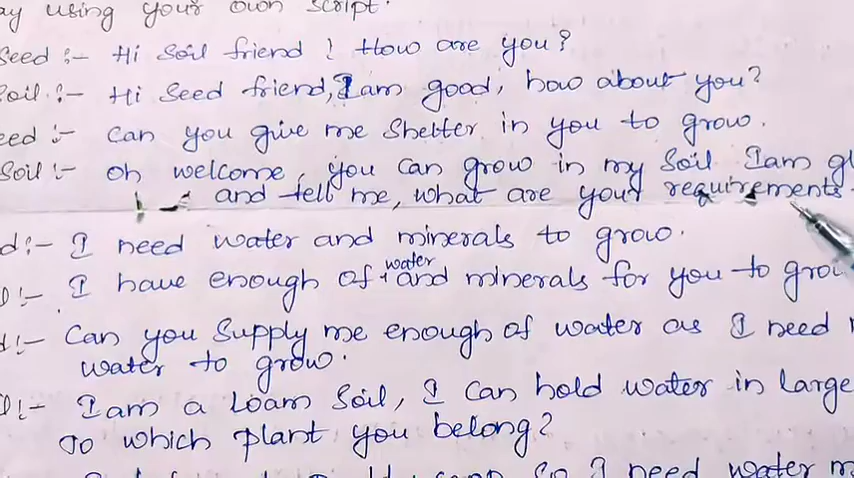 ay using your own script.
Seed :- Hi Soil friend ! How are you?
Soil :- Hi Seed friend, I am good, how about you?
eed :- Can you give me Shelter in you to grow.
Soil :- oh welcome, you can grow in my Soil I am gl
and tell me, what are your requirements.
d :- I need water and minerals to grow.
:- I have enough of water and minerals for you to grow
:- Can you Supply me enough of water as I need
water to grow.
:- I am a Loam Soil, I can hold water in large
To which plant you belong?
so I need water m